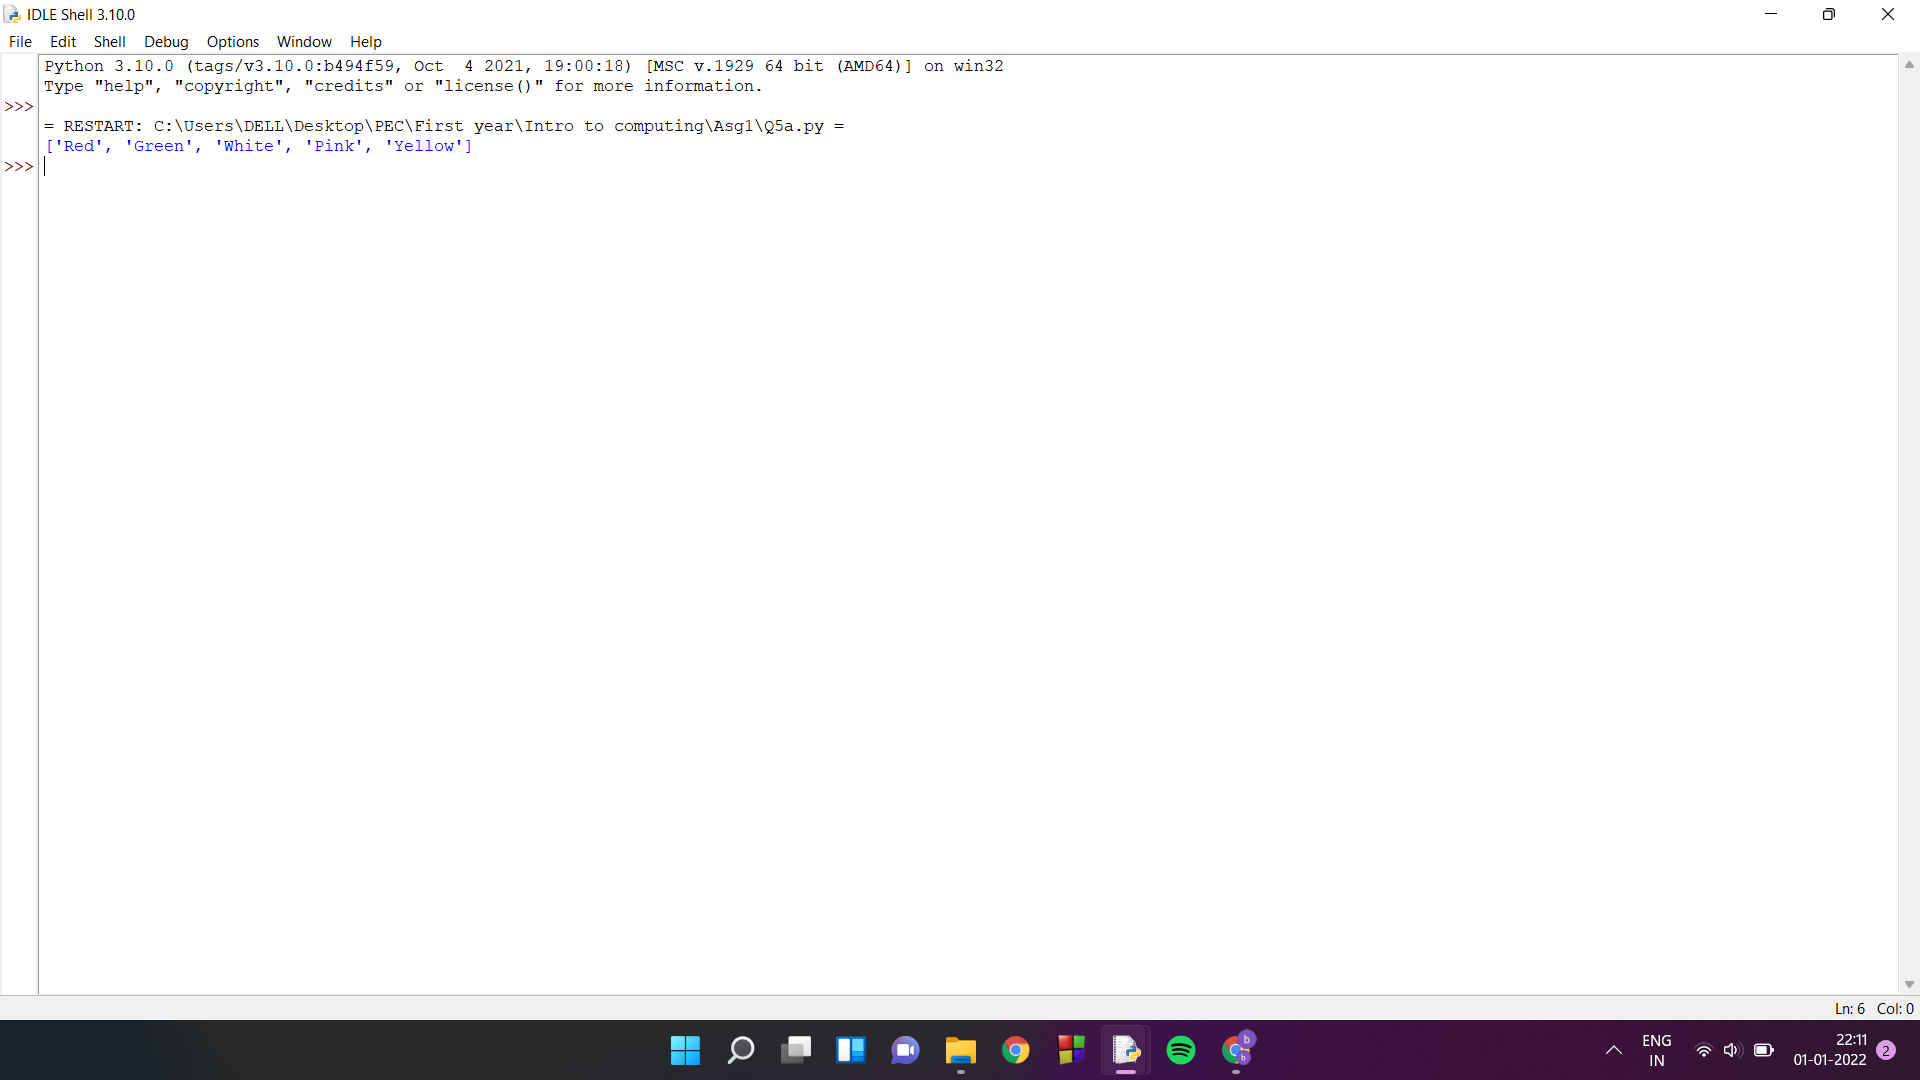 IDLE Shell 3.10.0
File Edit Shell Debug Options Window Help
Python 3.10.0 (tags/v3.10.0:b494f59, Oct  4 2021, 19:00:18) [MSC v.1929 64 bit (AMD64)] on win32
Type "help", "copyright", "credits" or "license()" for more information.
>>>
= RESTART: C:\Users\DELL\Desktop\PEC\First year\Intro to computing\Asg1\Q5a.py =
['Red', 'Green', 'White', 'Pink', 'Yellow']
>>>
Ln: 6 Col: 0
b
b
ENG
IN
22:11
01-01-2022
2